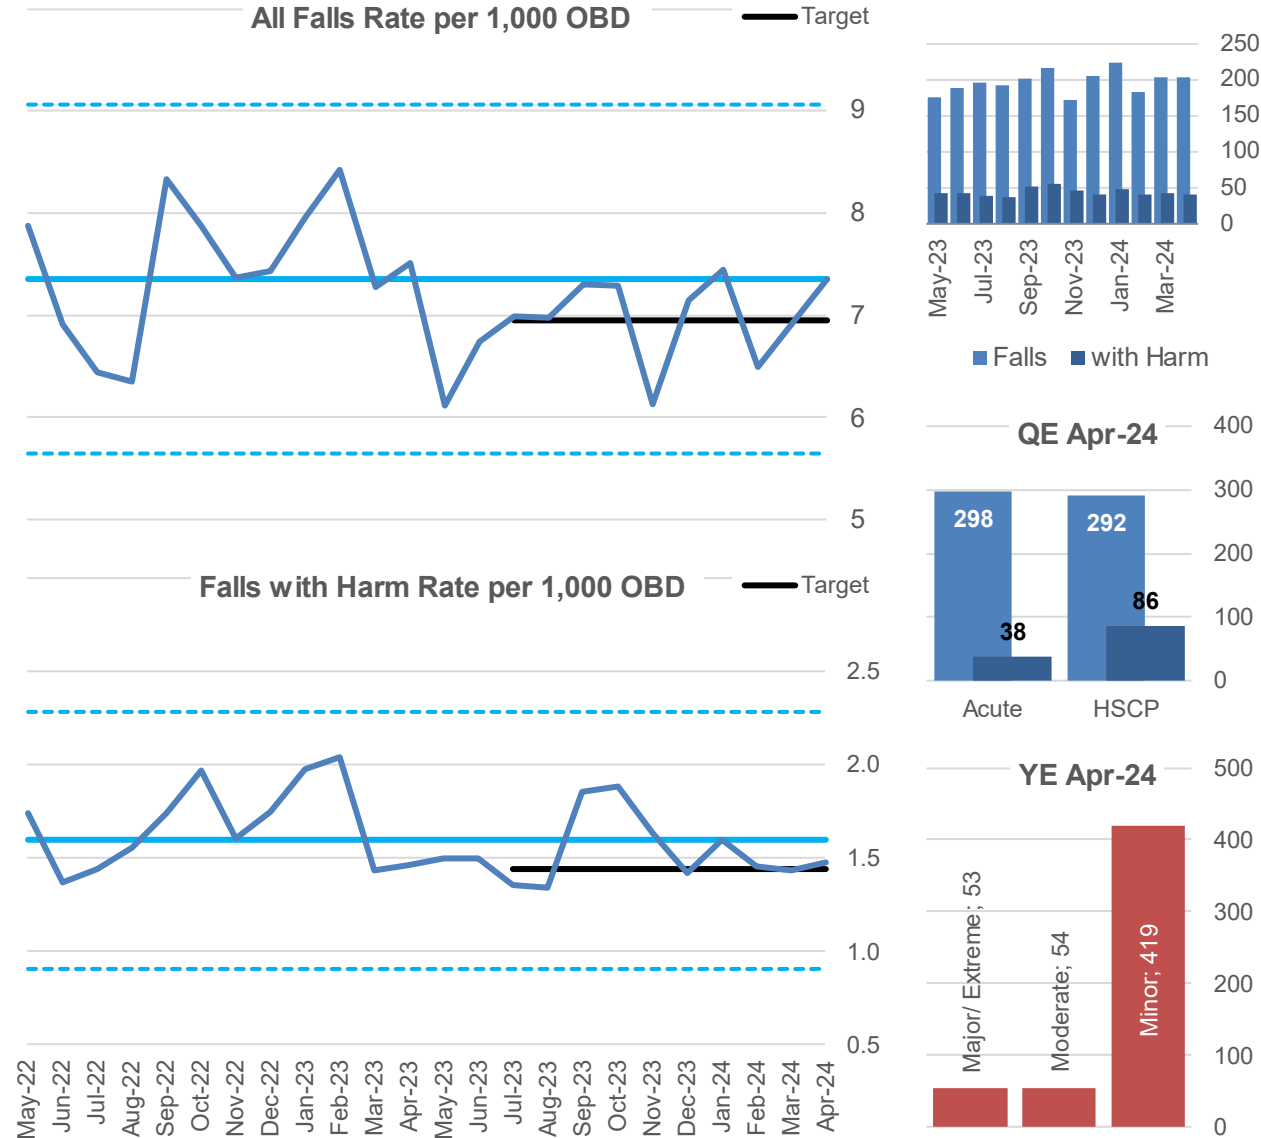 All Falls Rate per 1,000 OBD
Target
9
8
7
6
5
Falls with Harm Rate per 1,000 OBD
Target
2.5
2.0
1.5
1.0
0.5
May-22
Jun-22
Jul-22
Aug-22
Sep-22
Oct-22
Nov-22
Dec-22
Jan-23
Feb-23
Mar-23
Apr-23
May-23
Jun-23
Jul-23
Aug-23
Sep-23
Oct-23
Nov-23
Dec-23
Jan-24
Feb-24
Mar-24
Apr-24
250
200
150
100
50
0
May-23
Jul-23
Sep-23
Nov-23
Jan-24
Mar-24
Falls
with Harm
QE Apr-24
400
300
200
100
0
298
38
292
86
Acute
HSCP
YE Apr-24
500
400
300
200
100
0
Major/ Extreme; 53
Moderate; 54
Minor; 419